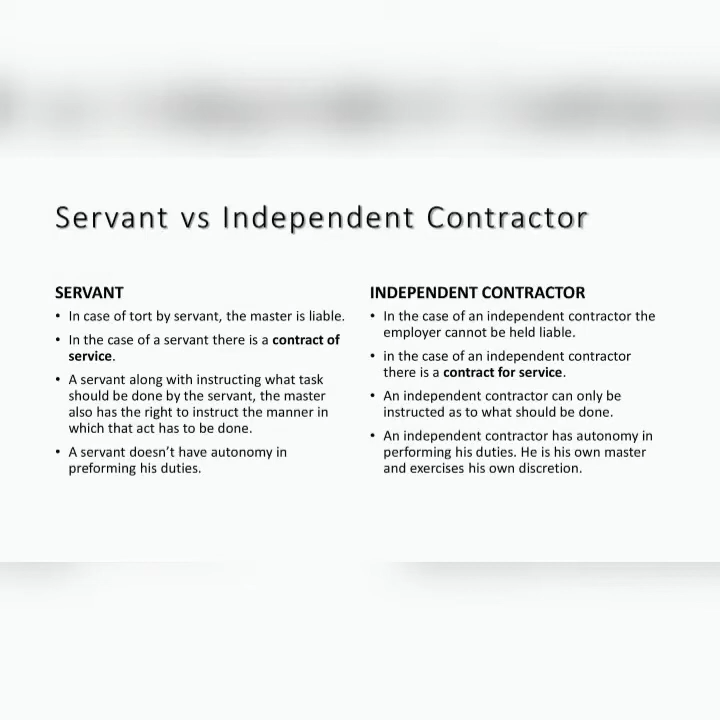 Servant vs Independent Contractor
SERVANT
• In case of tort by servant, the master is liable.
• In the case of a servant there is a contract of
service.
• A servant along with instructing what task
should be done by the servant, the master
also has the right to instruct the manner in
which that act has to be done.
• A servant doesn't have autonomy in
preforming his duties.
INDEPENDENT CONTRACTOR
• In the case of an independent contractor the
employer cannot be held liable.
• in the case of an independent contractor
there is a contract for service.
• An independent contractor can only be
instructed as to what should be done.
• An independent contractor has autonomy in
performing his duties. He is his own master
and exercises his own discretion.